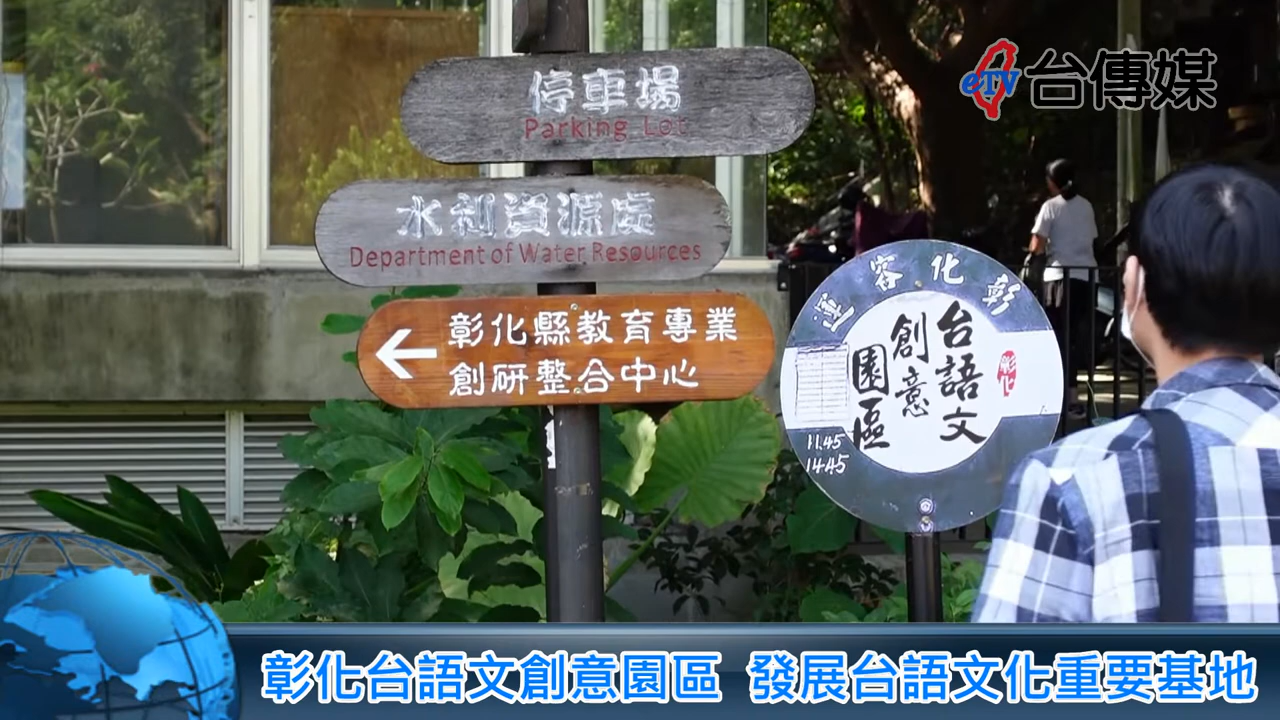 eTV 台傳媒
停車場
Parking Lot
水利資源處
Department of Water Resources
彰化縣教育專業
創研整合中心
彰化客運
台語文
創意
園區
彰化
11.45
14.45
彰化台語文創意園區 發展台語文化重要基地